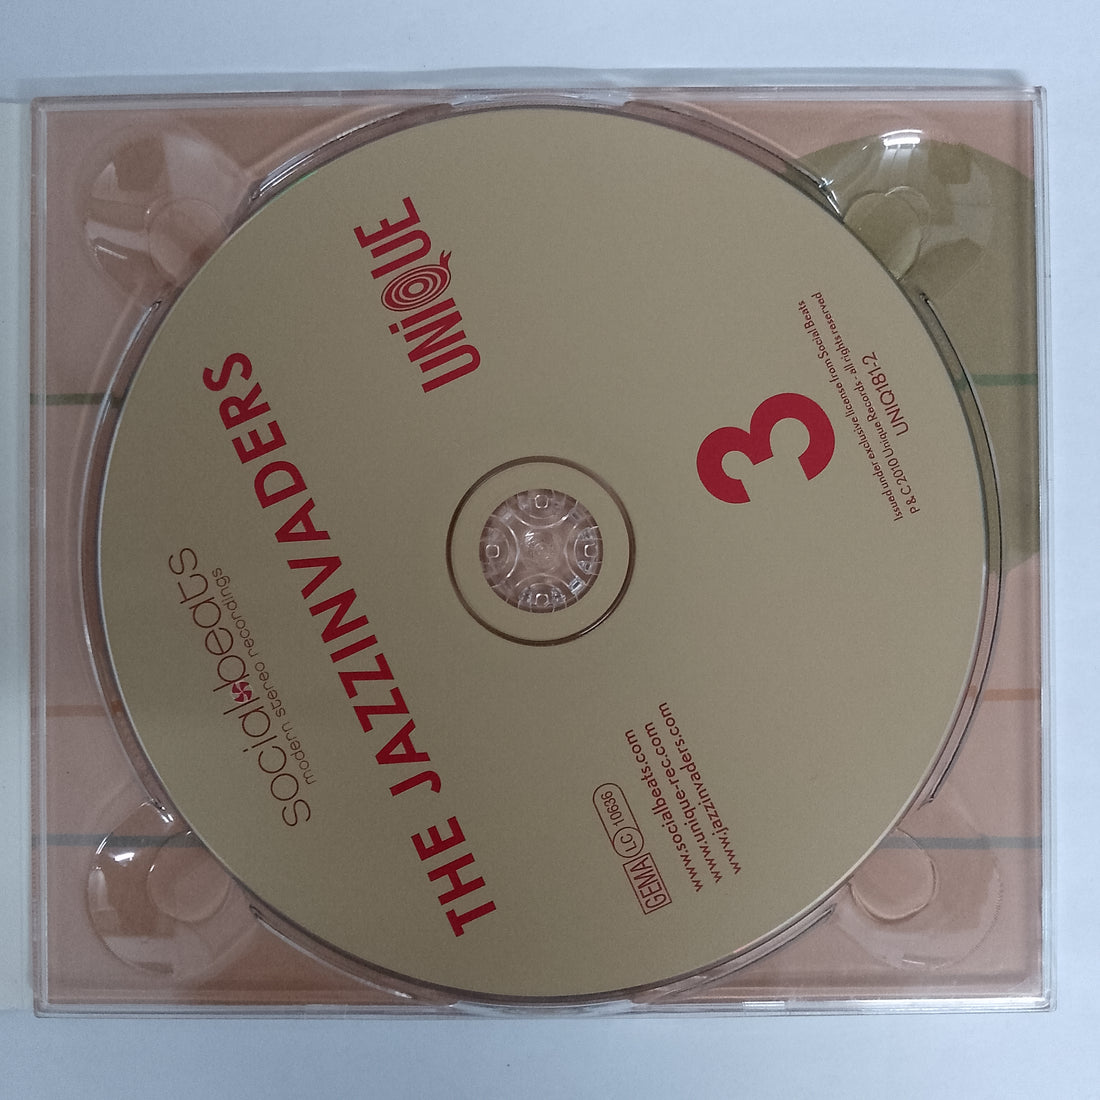 socialbeats
modern stereo recordings
THE JAZZINVADERS
UNiQUE
GEMA LC 10636
www.socialbeats.com
www.unique-rec.com
www.jazzinvaders.com
3
Issued under exclusive license from Social Beats
P & C 2010 Unique Records - all rights reserved
UNIQ181-2